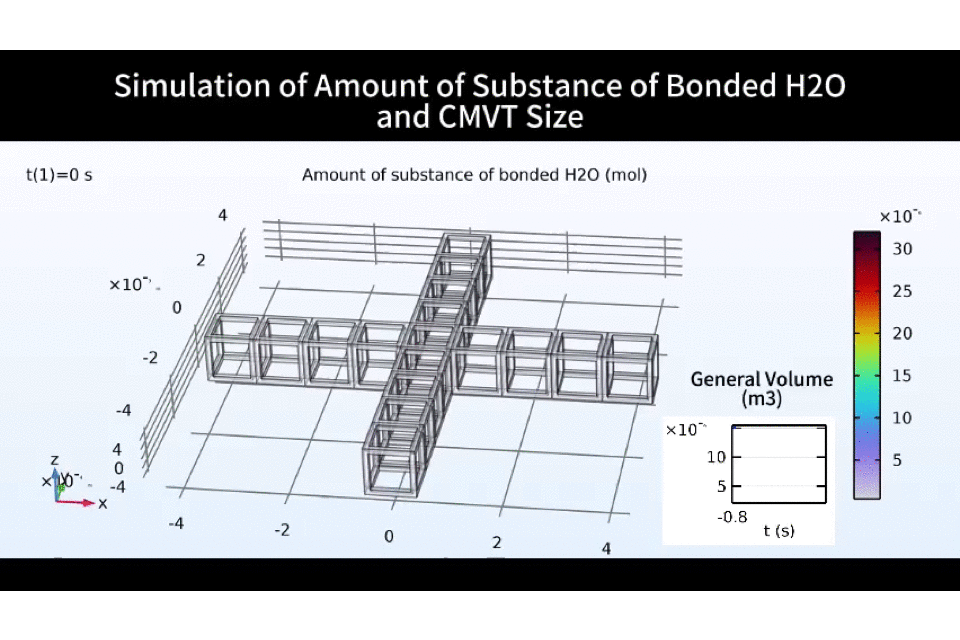 Simulation of Amount of Substance of Bonded H2O
and CMVT Size
t(1)=0 s
Amount of substance of bonded H2O (mol)
4
2
0
-2
-4
4
0
-4
z
x
-4
-2
0
2
4
30
25
20
15
10
5
General Volume
(m3)
10
5
-0.8
t (s)